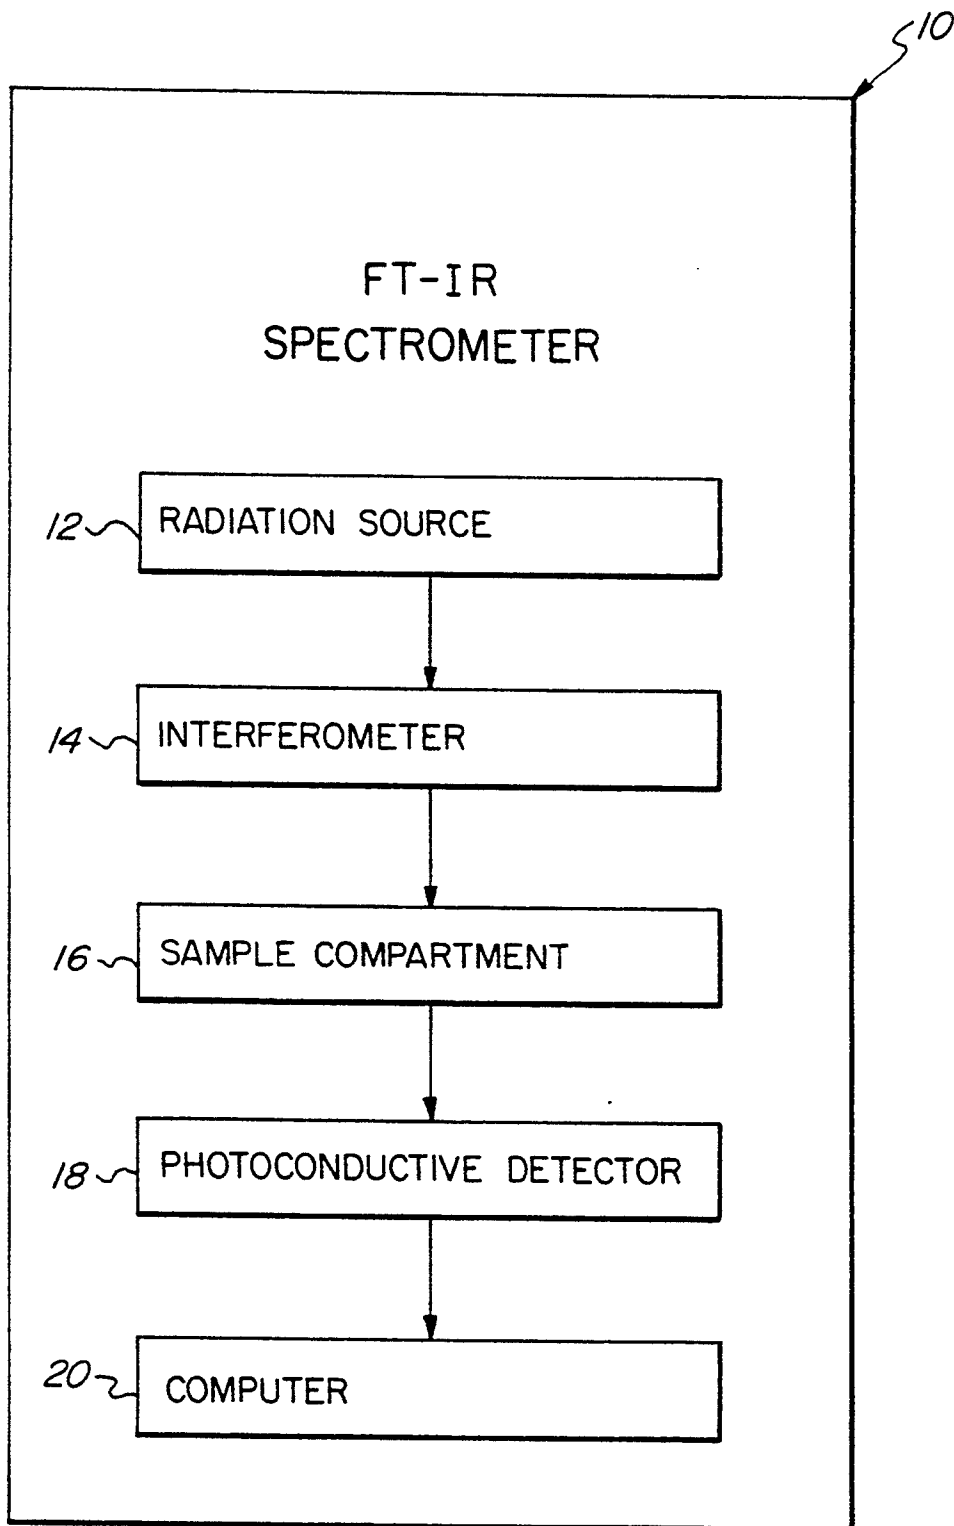 10
FT-IR
SPECTROMETER
12 RADIATION SOURCE
14 INTERFEROMETER
16 SAMPLE COMPARTMENT
18 PHOTOCONDUCTIVE DETECTOR
20 COMPUTER